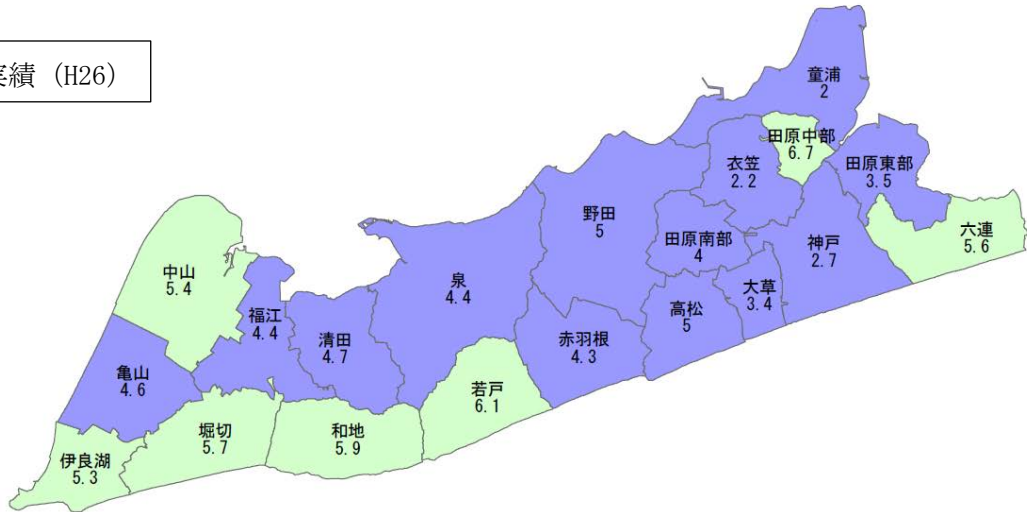 実績（H26）
童浦
2
田原中部
6.7
衣笠
2.2
田原東部
3.5
野田
5
田原南部
4
神戸
2.7
六連
5.6
中山
5.4
泉
4.4
大草
3.4
福江
4.4
高松
5
清田
4.7
赤羽根
4.3
亀山
4.6
若戸
6.1
堀切
5.7
和地
5.9
伊良湖
5.3